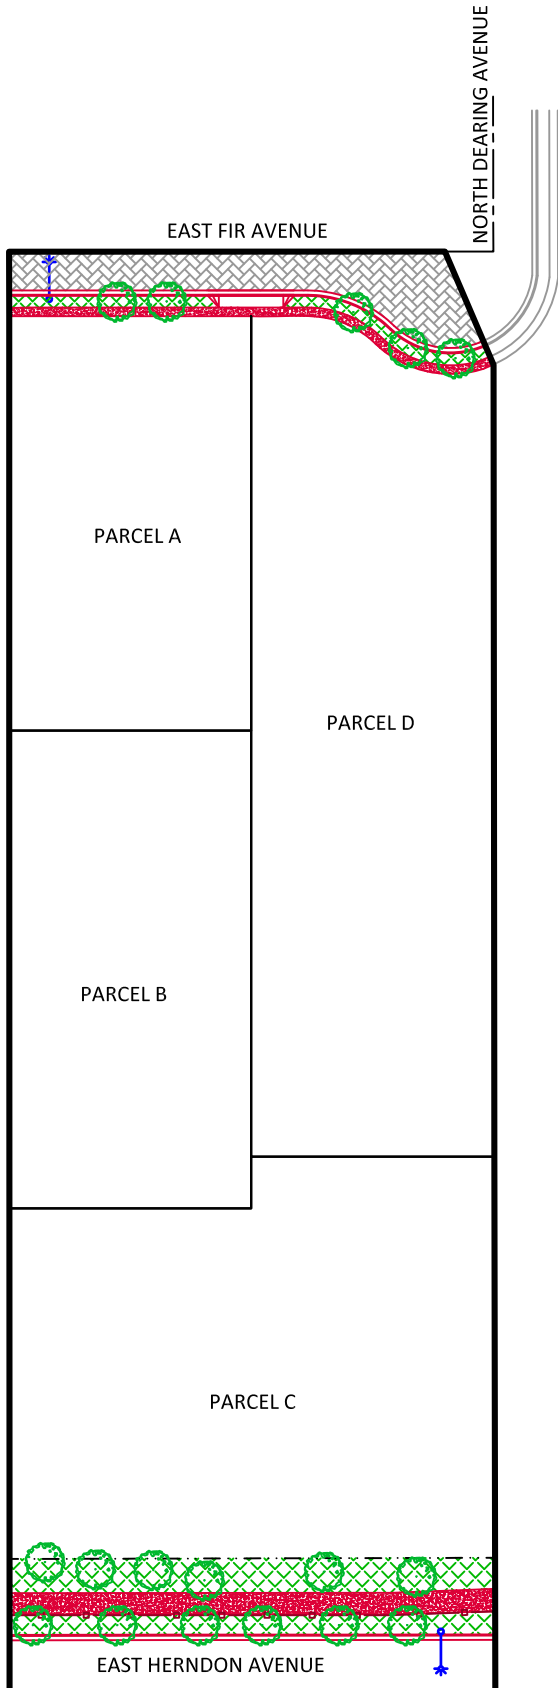 NORTH DEARING AVENUE
EAST FIR AVENUE
PARCEL A
PARCEL D
PARCEL B
PARCEL C
EAST HERNDON AVENUE